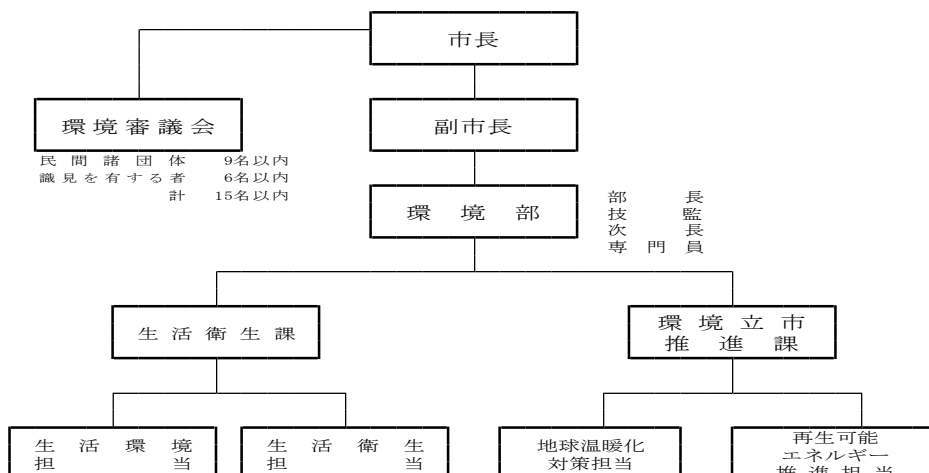 市長
環境審議会
副市長
民間諸団体 9名以内
識見を有する者 6名以内
計 15名以内
環境部
部長
技監
次長
専門員
生活衛生課
環境立市
推進課
生活環境
担当
生活衛生
担当
地球温暖化
対策担当
再生可能
エネルギー
推進担当